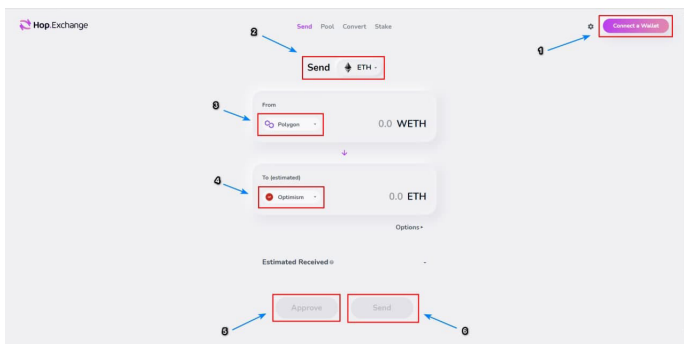 Hop.Exchange
Send Pool Convert Stake
Connect a Wallet
2
1
Send ETH
3
From
Polygon 0.0 WETH
4
To (estimated)
Optimism 0.0 ETH
Options
Estimated Received -
Approve Send
5
6